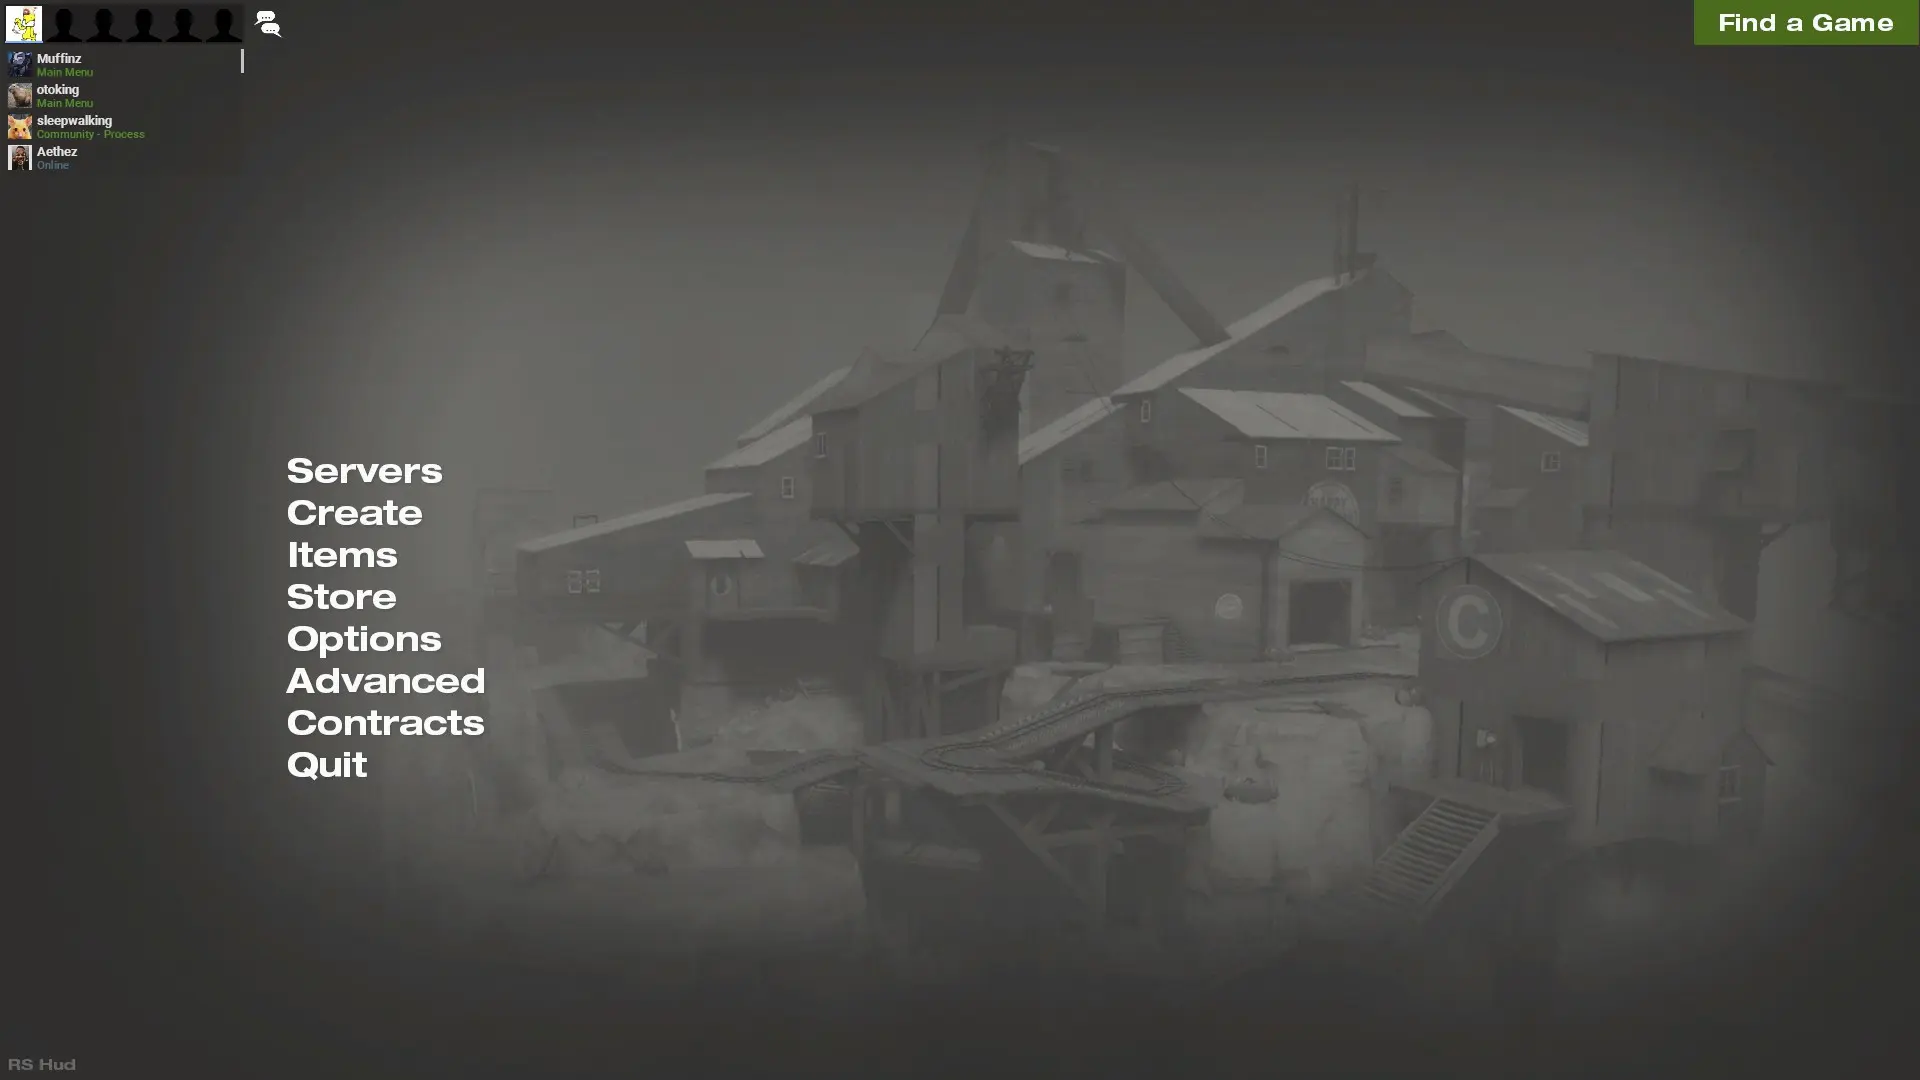 Find a Game
Muffinz
Main Menu
otoking
Main Menu
sleepwalking
Community - Process
Aethez
Online
Servers
Create
Items
Store
Options
Advanced
Contracts
Quit
C
RS Hud